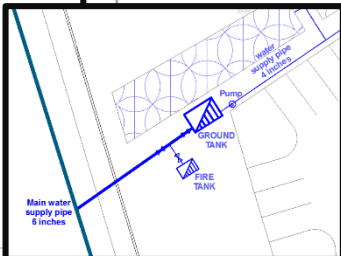 water
supply pipe
4 inches
Pump
GROUND
TANK
FIRE
TANK
Main water
supply pipe
6 inches